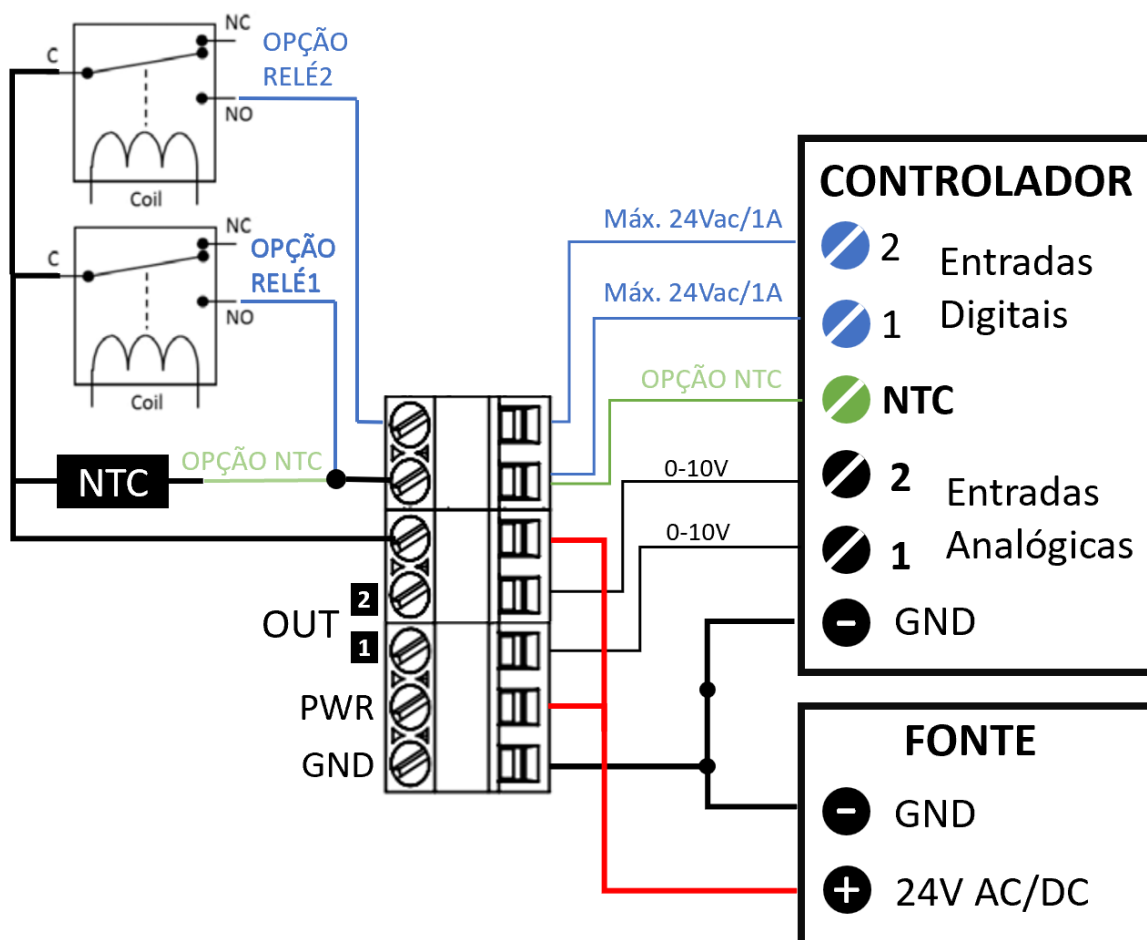 NC
C
OPÇÃO
RELÉ2
NO
Coil
NC
C
OPÇÃO
RELÉ1
NO
Coil
NTC
OPÇÃO NTC
OUT
2
1
PWR
GND
Máx. 24Vac/1A
Máx. 24Vac/1A
OPÇÃO NTC
0-10V
0-10V
CONTROLADOR
2
Entradas
1
Digitais
NTC
2
Entradas
1
Analógicas
- GND
FONTE
- GND
+ 24V AC/DC